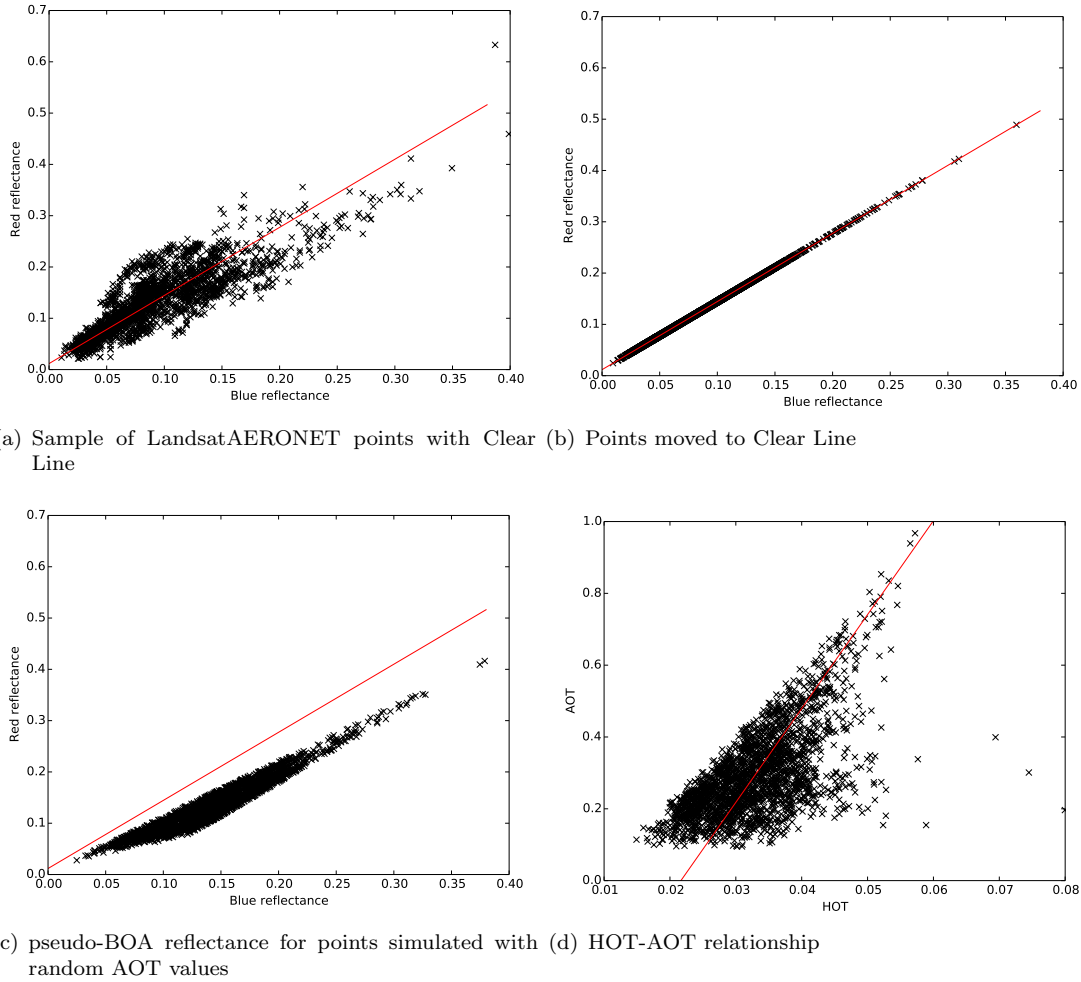 0.7
0.6
0.5
0.4
0.3
0.2
0.1
0.0
0.00 0.05 0.10 0.15 0.20 0.25 0.30 0.35 0.40
Red reflectance
Blue reflectance
0.7
0.6
0.5
0.4
0.3
0.2
0.1
0.0
0.00 0.05 0.10 0.15 0.20 0.25 0.30 0.35 0.40
Red reflectance
Blue reflectance
a) Sample of LandsatAERONET points with Clear
Line
(b) Points moved to Clear Line
0.7
0.6
0.5
0.4
0.3
0.2
0.1
0.0
0.00 0.05 0.10 0.15 0.20 0.25 0.30 0.35 0.40
Red reflectance
Blue reflectance
1.0
0.8
0.6
0.4
0.2
0.0
0.01 0.02 0.03 0.04 0.05 0.06 0.07 0.08
AOT
HOT
c) pseudo-BOA reflectance for points simulated with
random AOT values
(d) HOT-AOT relationship